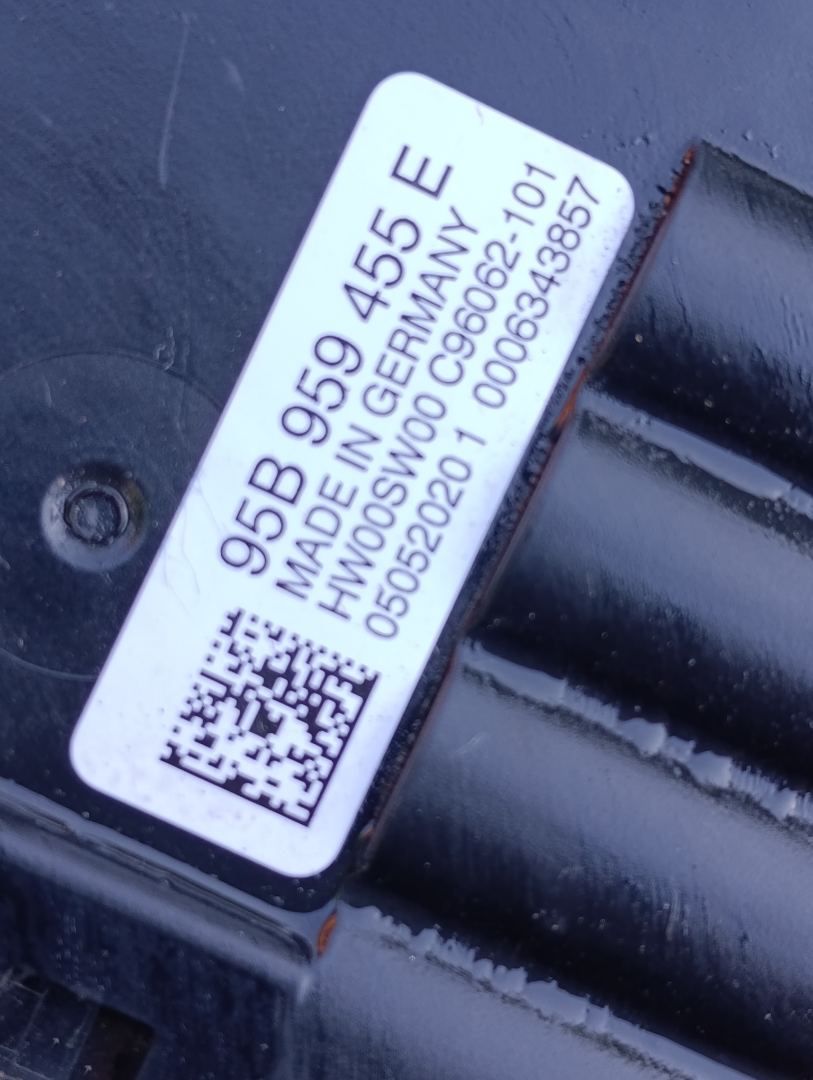 95B 959 455 E
MADE IN GERMANY
HW00SW00 C96062-101
05052020 1 0006343857